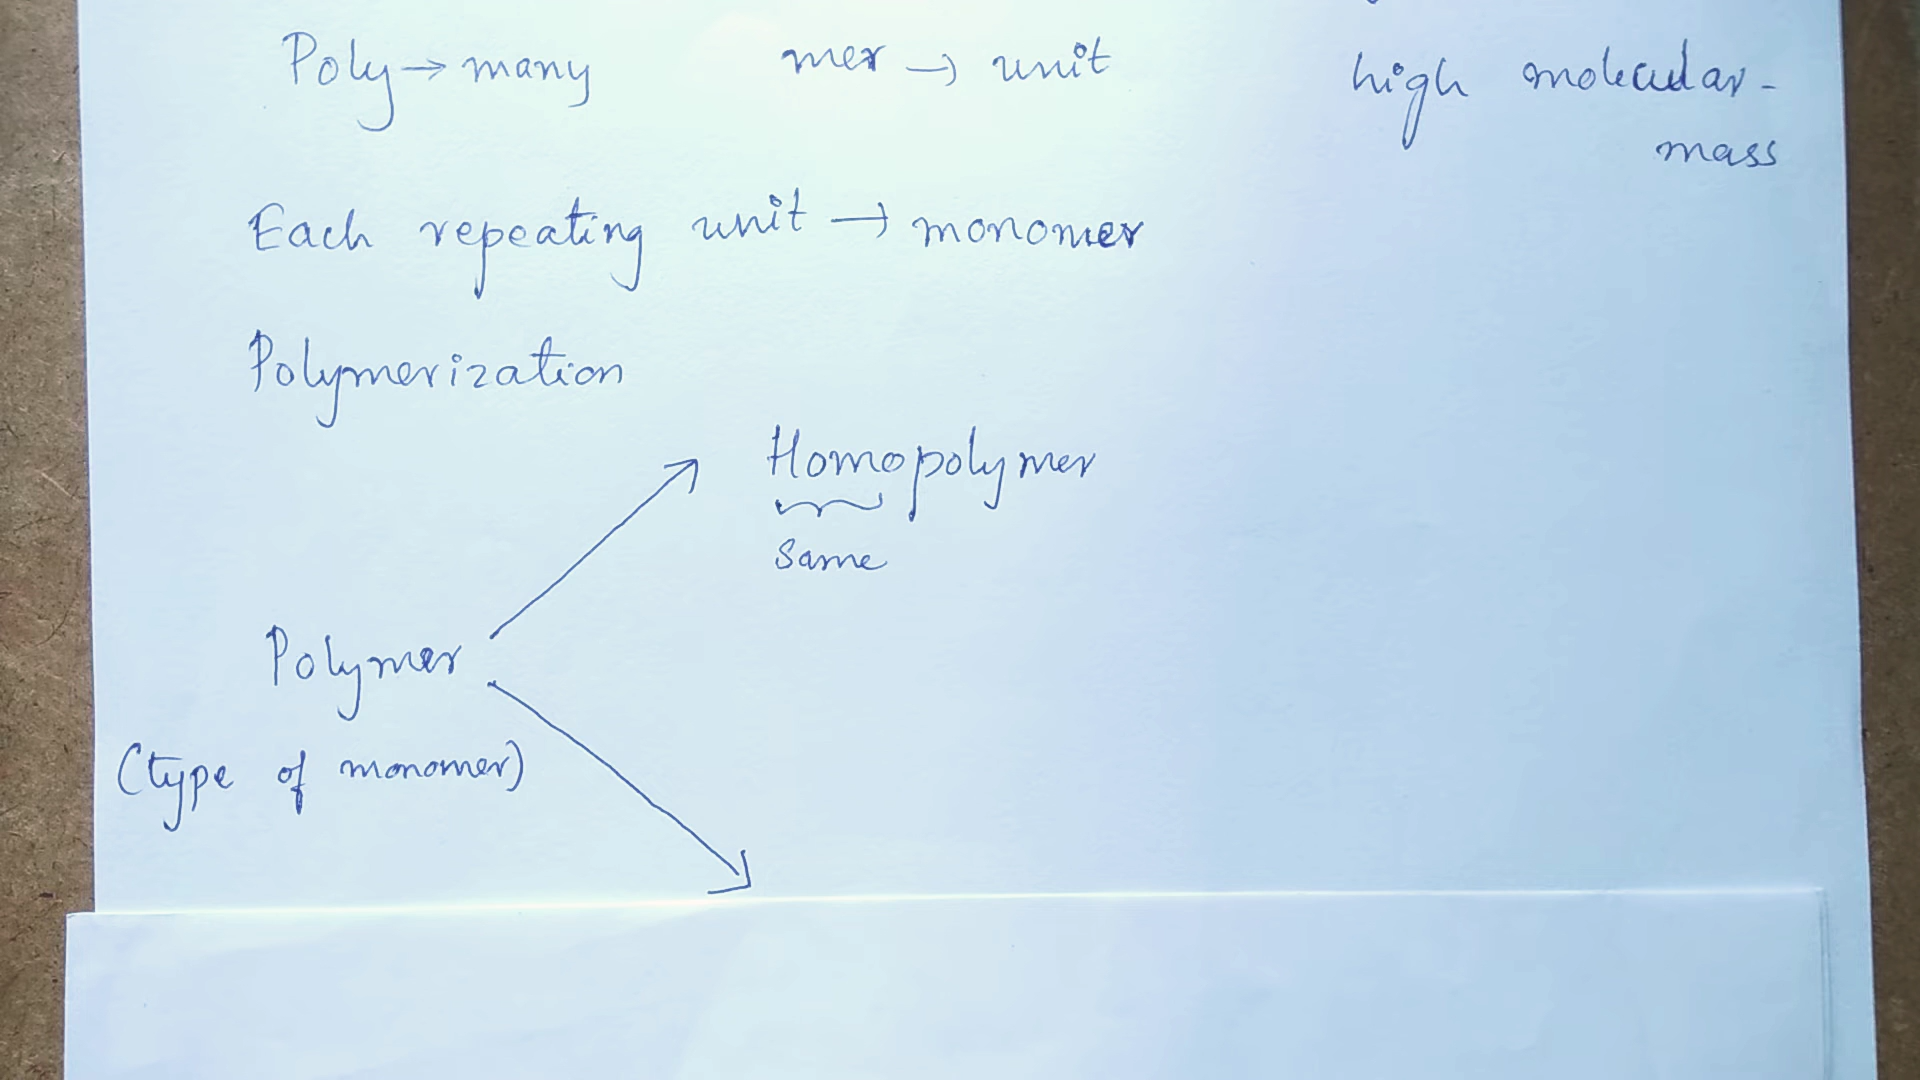 Poly → many mer → unit high molecular-
mass
Each repeating unit → monomer
Polymerization
Homopolymer
Same
Polymer
(type of monomer)